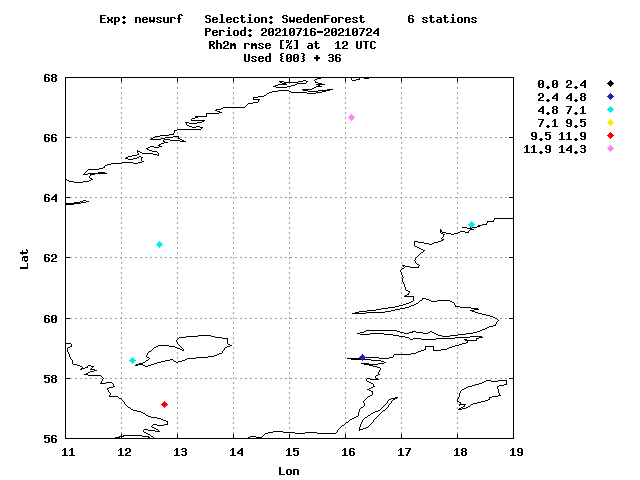 Exp: newsurf Selection: SwedenForest 6 stations
Period: 20210716-20210724
Rh2m rmse [%] at 12 UTC
Used {00} + 36
68
66
64
62
60
58
56
Lat
11 12 13 14 15 16 17 18 19
Lon
0.0 2.4
2.4 4.8
4.8 7.1
7.1 9.5
9.5 11.9
11.9 14.3